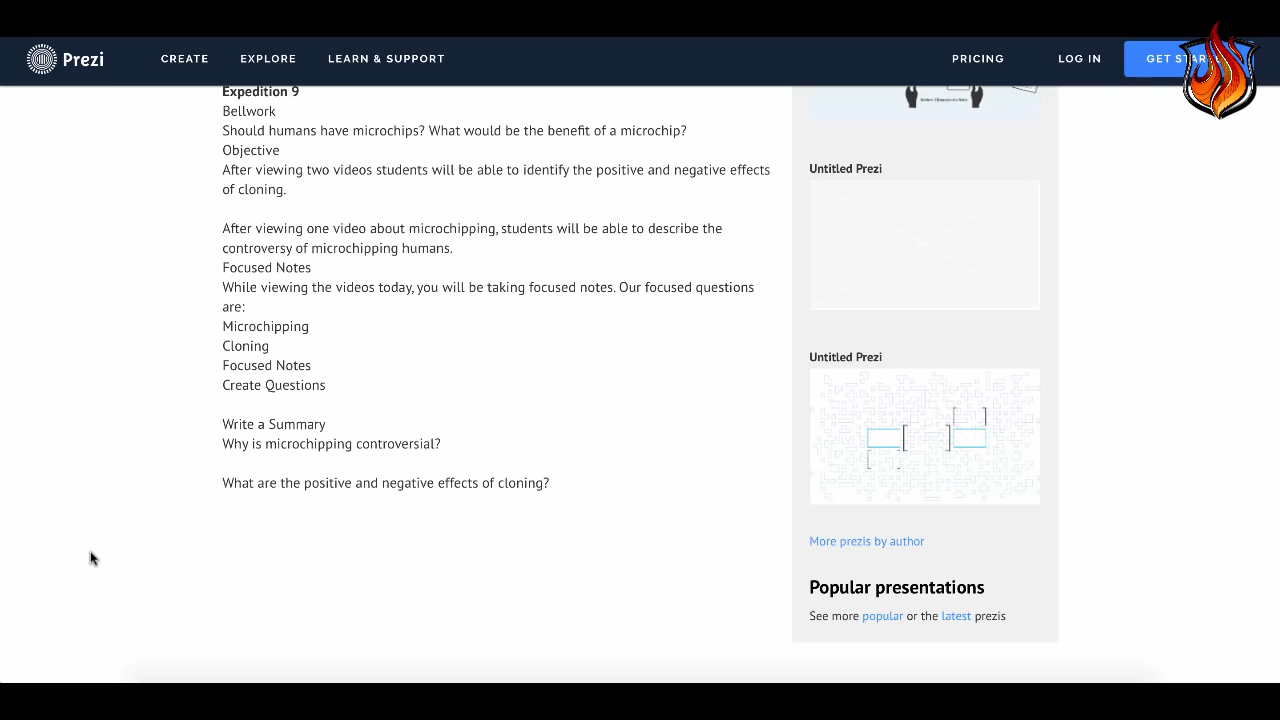 Prezi
CREATE
EXPLORE
LEARN & SUPPORT
PRICING
LOG IN
GET
Expedition 9
Bellwork
Should humans have microchips? What would be the benefit of a microchip?
Objective
After viewing two videos students will be able to identify the positive and negative effects
of cloning.
After viewing one video about microchipping, students will be able to describe the
controversy of microchipping humans.
Focused Notes
While viewing the videos today, you will be taking focused notes. Our focused questions
are:
Microchipping
Cloning
Focused Notes
Create Questions
Write a Summary
Why is microchipping controversial?
What are the positive and negative effects of cloning?
Untitled Prezi
Untitled Prezi
More prezis by author
Popular presentations
See more popular or the latest prezis